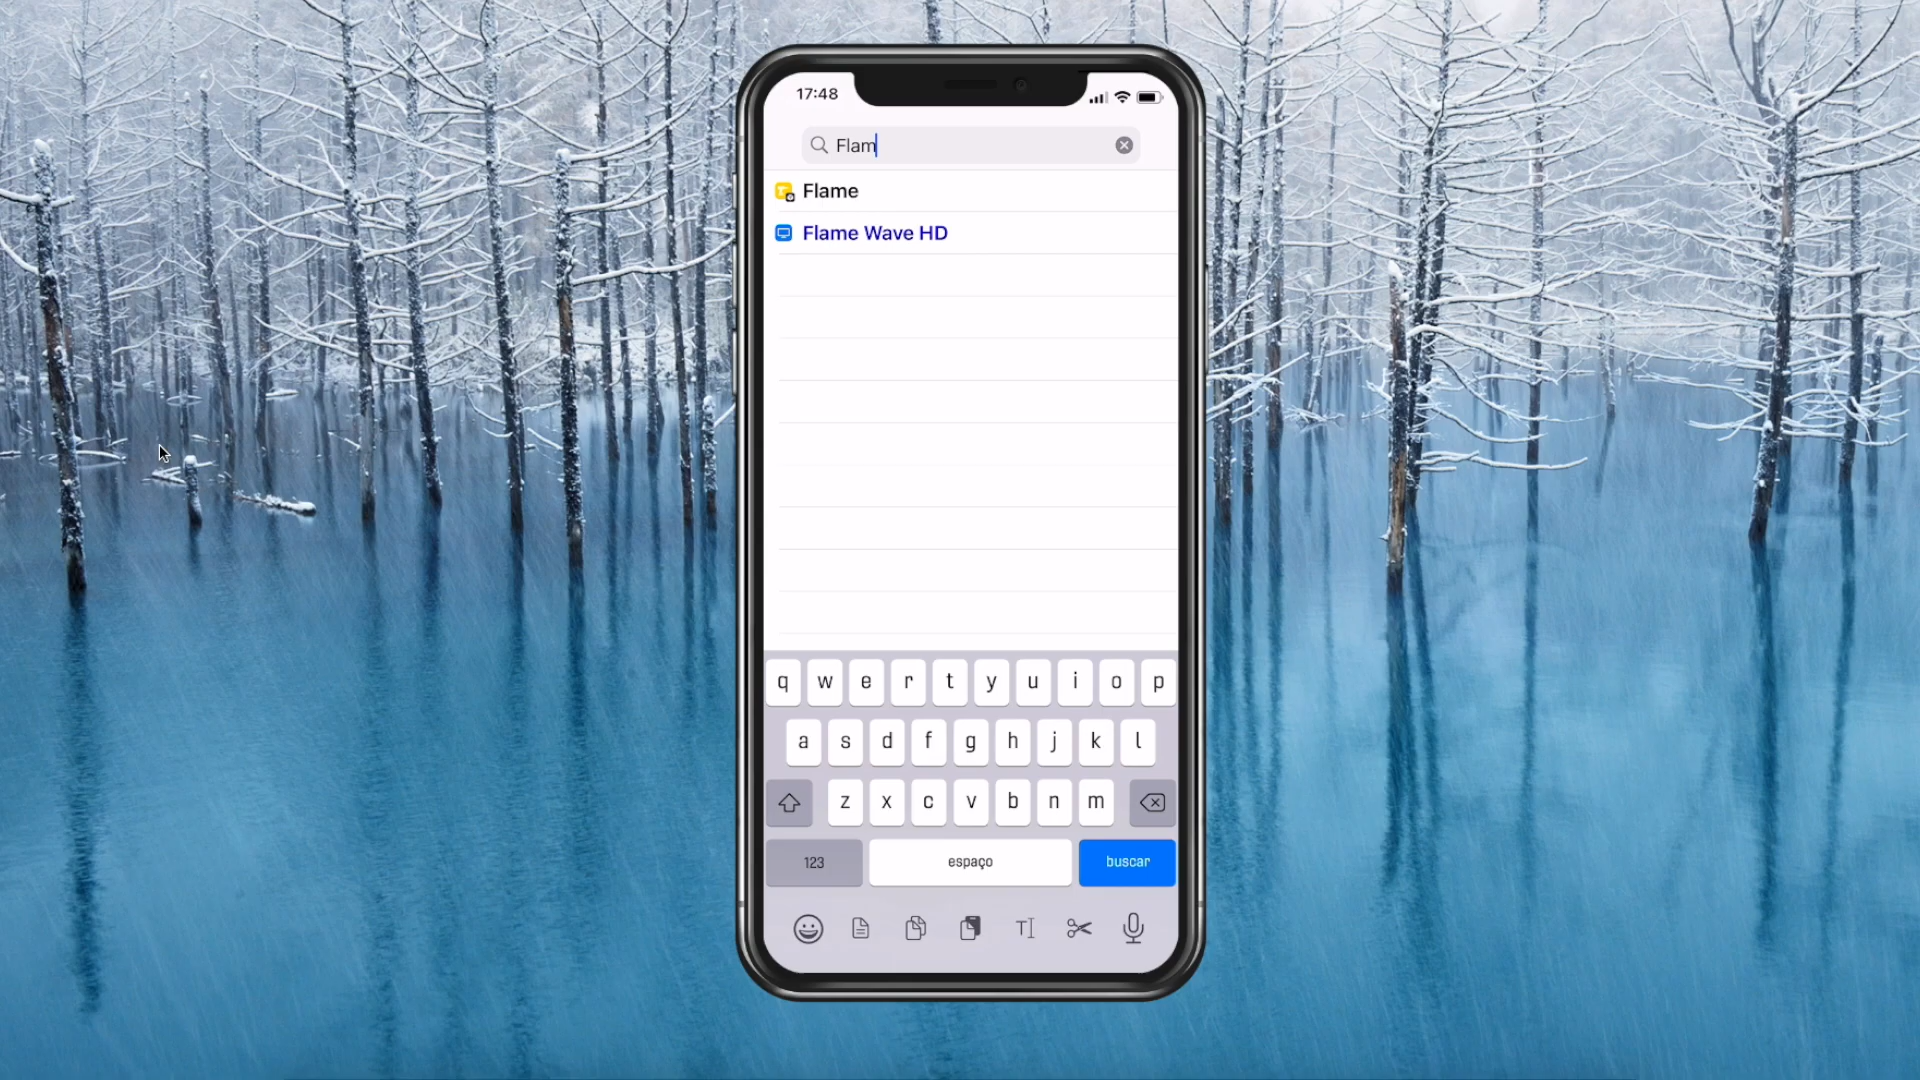 17:48
Flam
Flame
Flame Wave HD
q w e r t y u i o p
a s d f g h j k l
z x c v b n m
123 espaço buscar